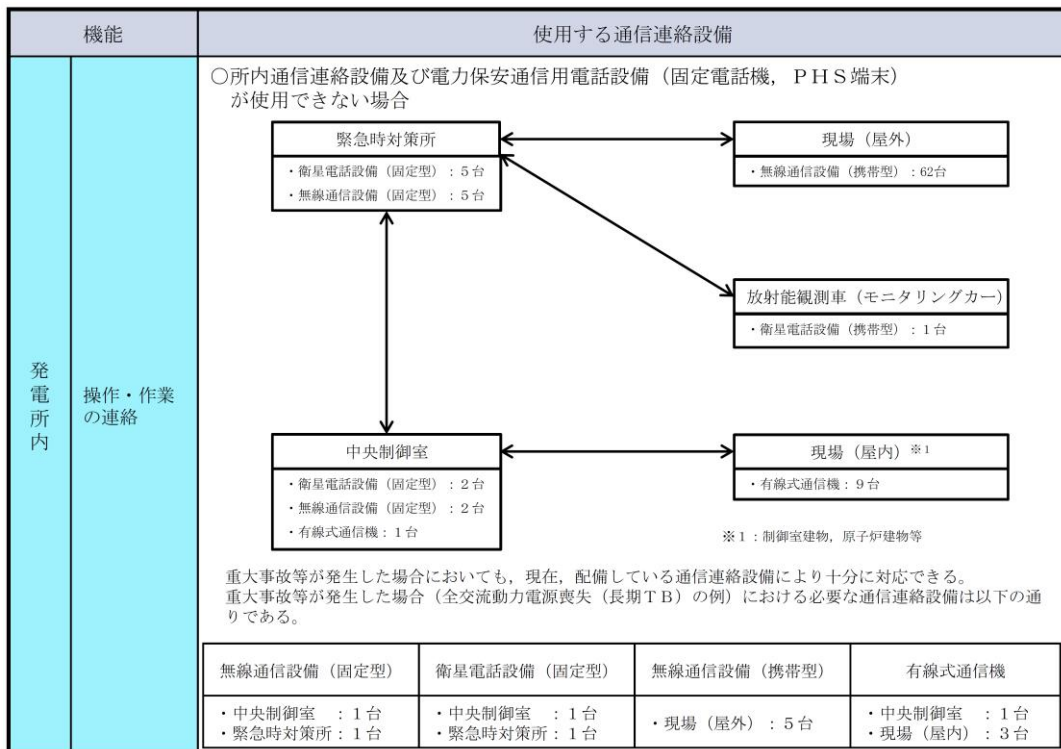 機能
使用する通信連絡設備
発電所内
操作・作業
の連絡
○所内通信連絡設備及び電力保安通信用電話設備(固定電話機,PHS端末)
が使用できない場合
緊急時対策所
・衛星電話設備(固定型):5台
・無線通信設備(固定型):5台
現場(屋外)
・無線通信設備(携帯型):62台
放射能観測車(モニタリングカー)
・衛星電話設備(携帯型):1台
中央制御室
・衛星電話設備(固定型):2台
・無線通信設備(固定型):2台
・有線式通信機:1台
現場(屋内)※1
・有線式通信機:9台
※1:制御室建物,原子炉建物等
重大事故等が発生した場合においても,現在,配備している通信連絡設備により十分に対応できる。
重大事故等が発生した場合(全交流動力電源喪失(長期TB)の例)における必要な通信連絡設備は以下の通
りである。
無線通信設備(固定型)
衛星電話設備(固定型)
無線通信設備(携帯型)
有線式通信機
・中央制御室 :1台
・緊急時対策所:1台
・中央制御室 :1台
・緊急時対策所:1台
・現場(屋外):5台
・中央制御室 :1台
・現場(屋内):3台